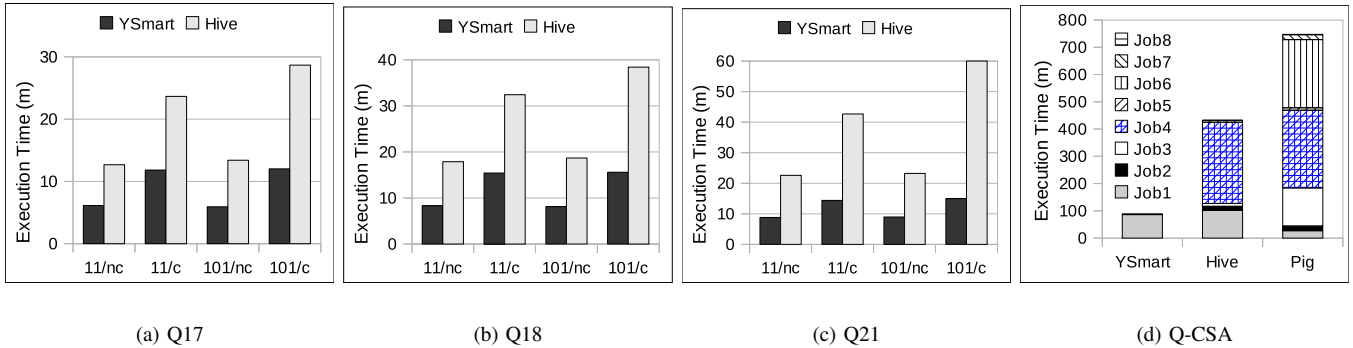 YSmart Hive
Execution Time (m)
30
20
10
0
11/nc 11/c 101/nc 101/c
(a) Q17
YSmart Hive
Execution Time (m)
40
30
20
10
0
11/nc 11/c 101/nc 101/c
(b) Q18
YSmart Hive
Execution Time (m)
60
50
40
30
20
10
0
11/nc 11/c 101/nc 101/c
(c) Q21
Execution Time (m)
800
700
600
500
400
300
200
100
0
Job8
Job7
Job6
Job5
Job4
Job3
Job2
Job1
YSmart Hive Pig
(d) Q-CSA